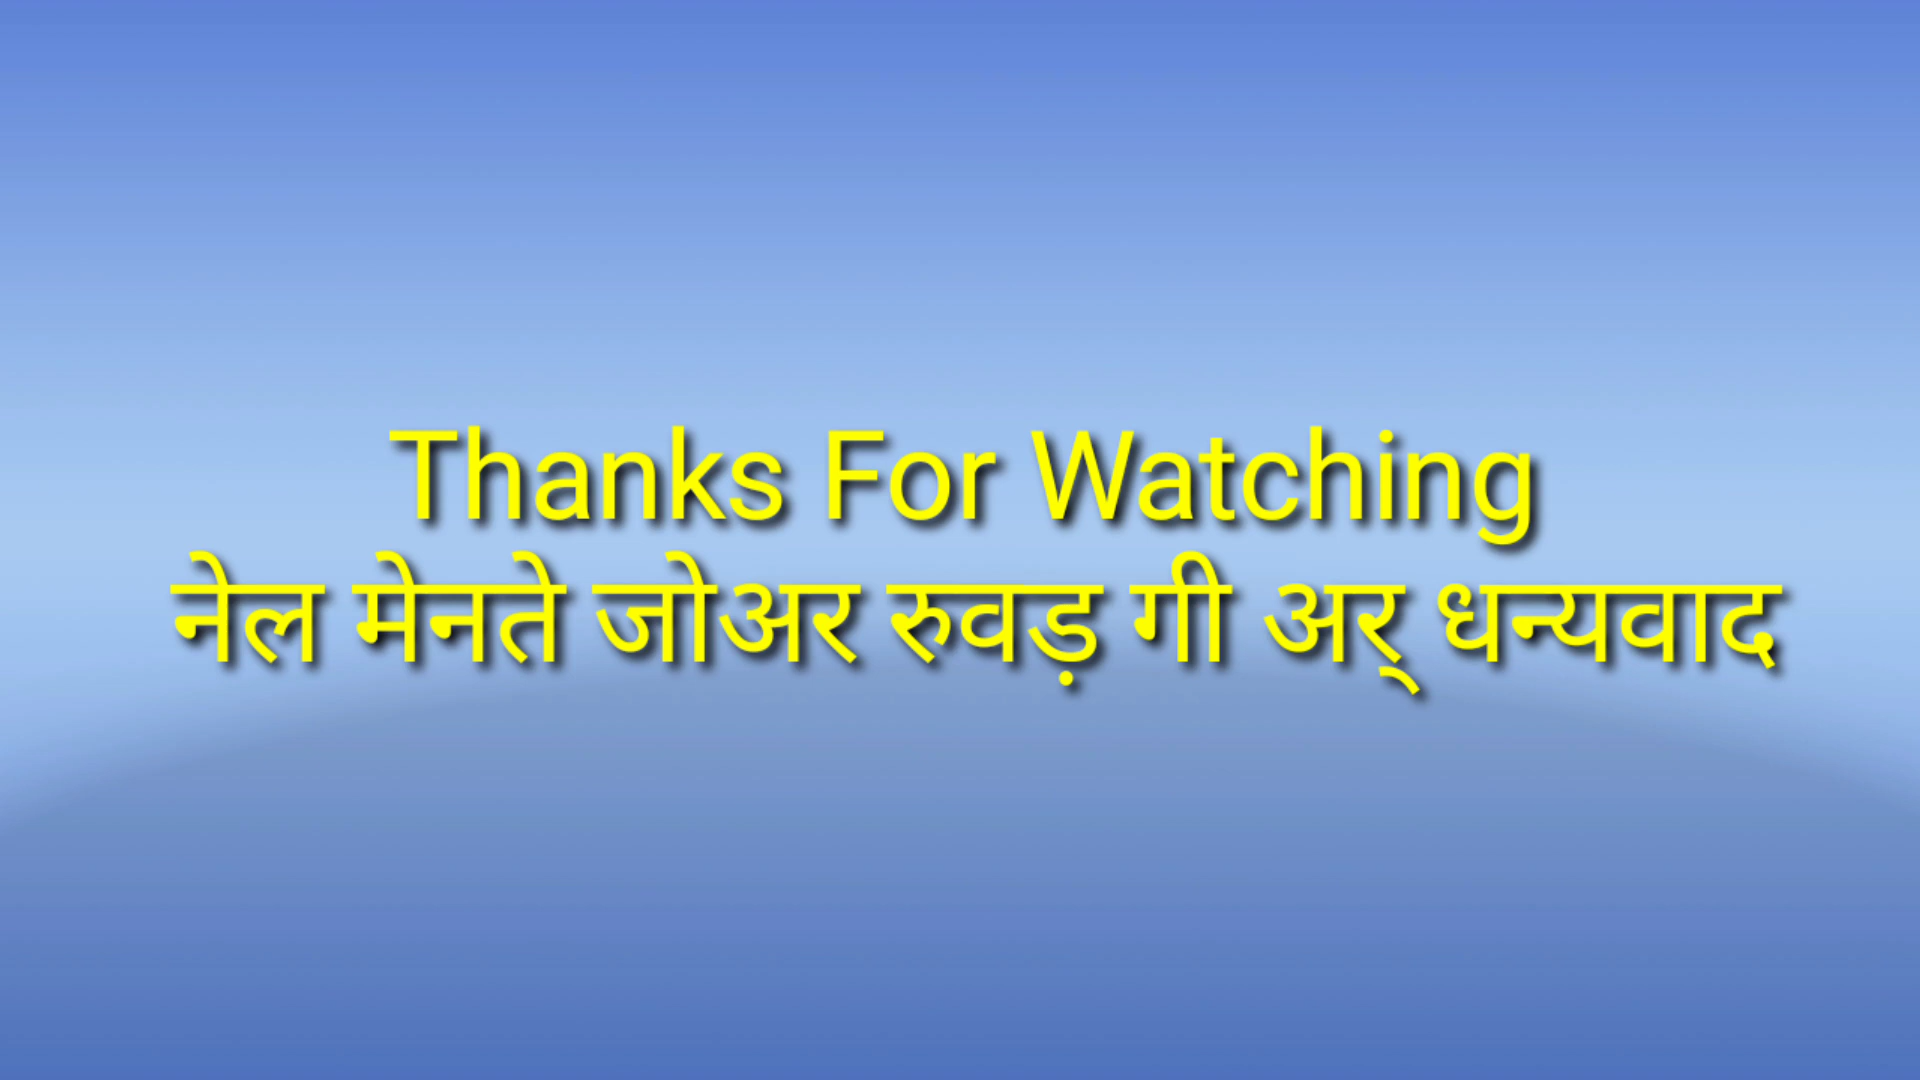 Thanks For Watching
नेल मेनते जोअर रुवड़ गी अर् धन्यवाद